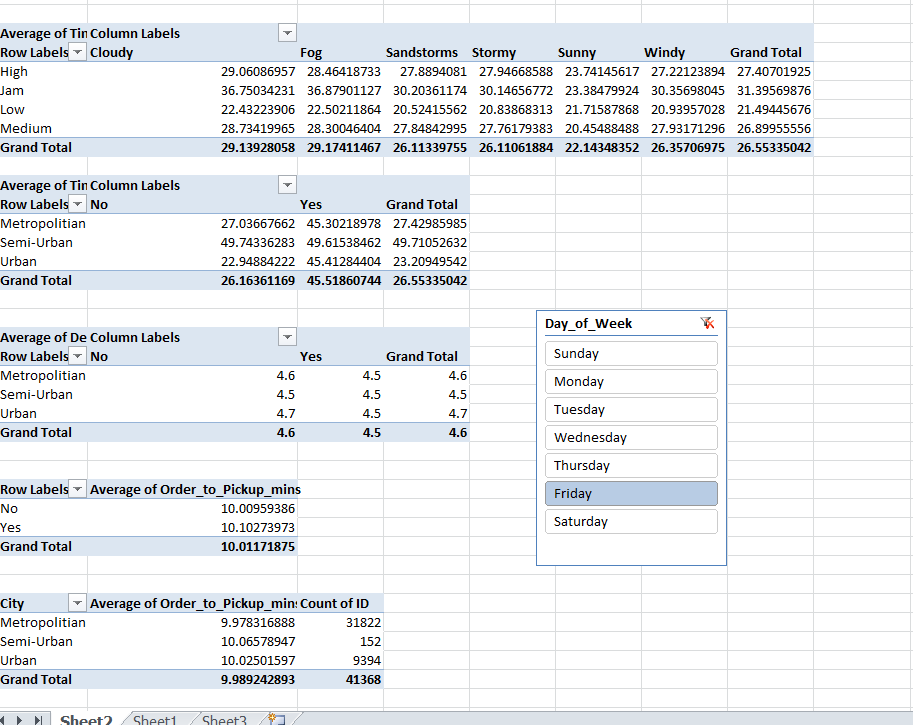 Average of Tin Column Labels
Row Labels Cloudy Fog Sandstorms Stormy Sunny Windy Grand Total
High 29.06086957 28.46418733 27.8894081 27.94668588 23.74145617 27.22123894 27.40701925
Jam 36.75034231 36.87901127 30.20361174 30.14656772 23.38479924 30.35698045 31.39569876
Low 22.43223906 22.50211864 20.52415562 20.83868313 21.71587868 20.93957028 21.49445676
Medium 28.73419965 28.30046404 27.84842995 27.76179383 20.45488488 27.93171296 26.89955556
Grand Total 29.13928058 29.17411467 26.11339755 26.11061884 22.14348352 26.35706975 26.55335042
Average of Tin Column Labels
Row Labels No Yes Grand Total
Metropolitian 27.03667662 45.30218978 27.42985985
Semi-Urban 49.74336283 49.61538462 49.71052632
Urban 22.94884222 45.41284404 23.20949542
Grand Total 26.16361169 45.51860744 26.55335042
Average of De Column Labels
Row Labels No Yes Grand Total
Metropolitian 4.6 4.5 4.6
Semi-Urban 4.5 4.5 4.5
Urban 4.7 4.5 4.7
Grand Total 4.6 4.5 4.6
Row Labels Average of Order_to_Pickup_mins
No 10.00959386
Yes 10.10273973
Grand Total 10.01171875
City Average of Order_to_Pickup_mins Count of ID
Metropolitian 9.978316888 31822
Semi-Urban 10.06578947 152
Urban 10.02501597 9394
Grand Total 9.989242893 41368
Day_of_Week
Sunday
Monday
Tuesday
Wednesday
Thursday
Friday
Saturday
Sheet2 Sheet1 Sheet3